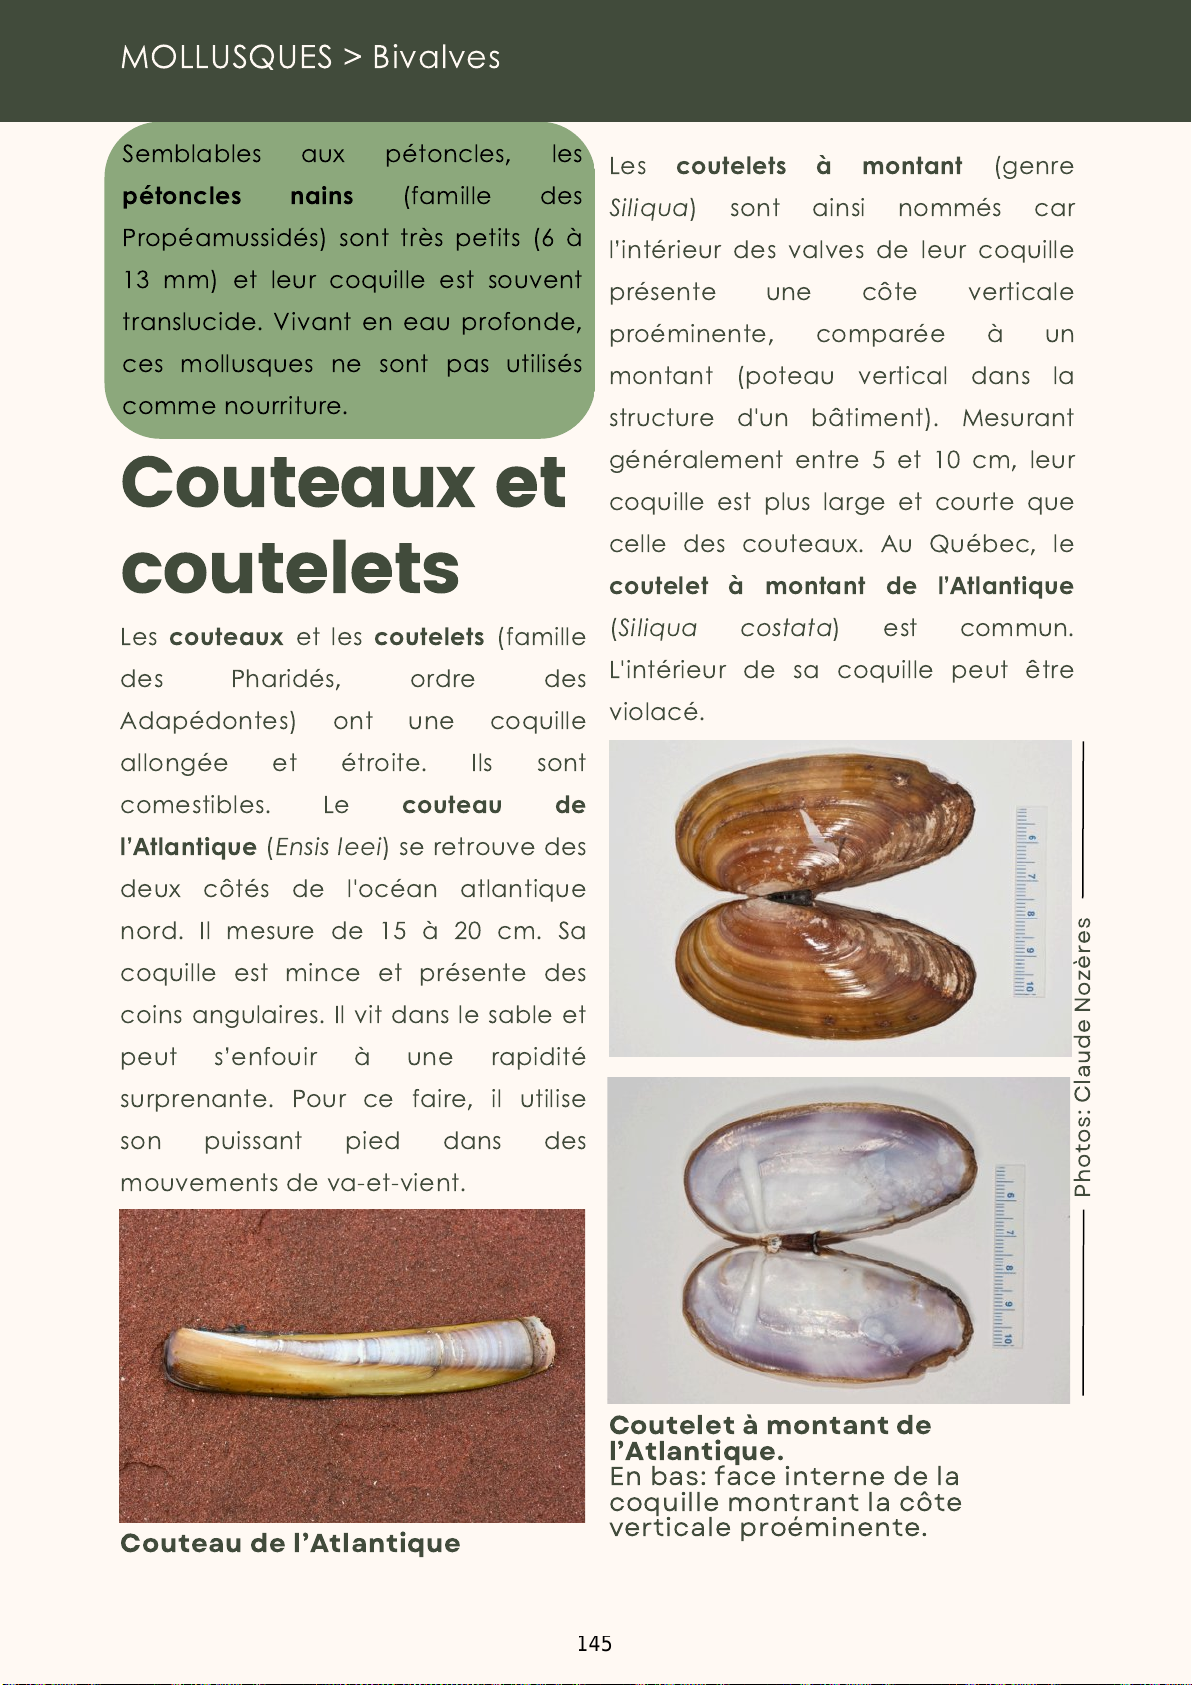 MOLLUSQUES > Bivalves
Semblables aux pétoncles, les
pétoncles nains (famille des
Propéamussidés) sont très petits (6 à
13 mm) et leur coquille est souvent
translucide. Vivant en eau profonde,
ces mollusques ne sont pas utilisés
comme nourriture.
Couteaux et
coutelets
Les couteaux et les coutelets (famille
des Pharidés, ordre des
Adapédontes) ont une coquille
allongée et étroite. Ils sont
comestibles. Le couteau de
l’Atlantique (Ensis leei) se retrouve des
deux côtés de l'océan atlantique
nord. Il mesure de 15 à 20 cm. Sa
coquille est mince et présente des
coins angulaires. Il vit dans le sable et
peut s’enfouir à une rapidité
surprenante. Pour ce faire, il utilise
son puissant pied dans des
mouvements de va-et-vient.
Couteau de l’Atlantique
Les coutelets à montant (genre
Siliqua) sont ainsi nommés car
l’intérieur des valves de leur coquille
présente une côte verticale
proéminente, comparée à un
montant (poteau vertical dans la
structure d'un bâtiment). Mesurant
généralement entre 5 et 10 cm, leur
coquille est plus large et courte que
celle des couteaux. Au Québec, le
coutelet à montant de l’Atlantique
(Siliqua costata) est commun.
L'intérieur de sa coquille peut être
violacé.
6
7
8
9
10
Photos: Claude Nozères
6
7
8
9
10
Coutelet à montant de
l’Atlantique.
En bas: face interne de la
coquille montrant la côte
verticale proéminente.
145